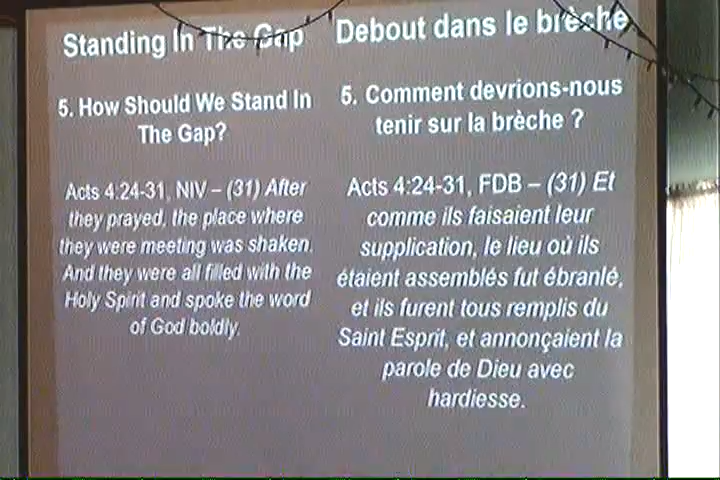 Standing In The Gap
5. How Should We Stand In
The Gap?
Acts 4:24-31, NIV – (31) After
they prayed, the place where
they were meeting was shaken.
And they were all filled with the
Holy Spirit and spoke the word
of God boldly.
Debout dans le brèche
5. Comment devrions-nous
tenir sur la brèche ?
Acts 4:24-31, FDB – (31) Et
comme ils faisaient leur
supplication, le lieu où ils
étaient assemblés fut ébranlé,
et ils furent tous remplis du
Saint Esprit, et annonçaient la
parole de Dieu avec
hardiesse.